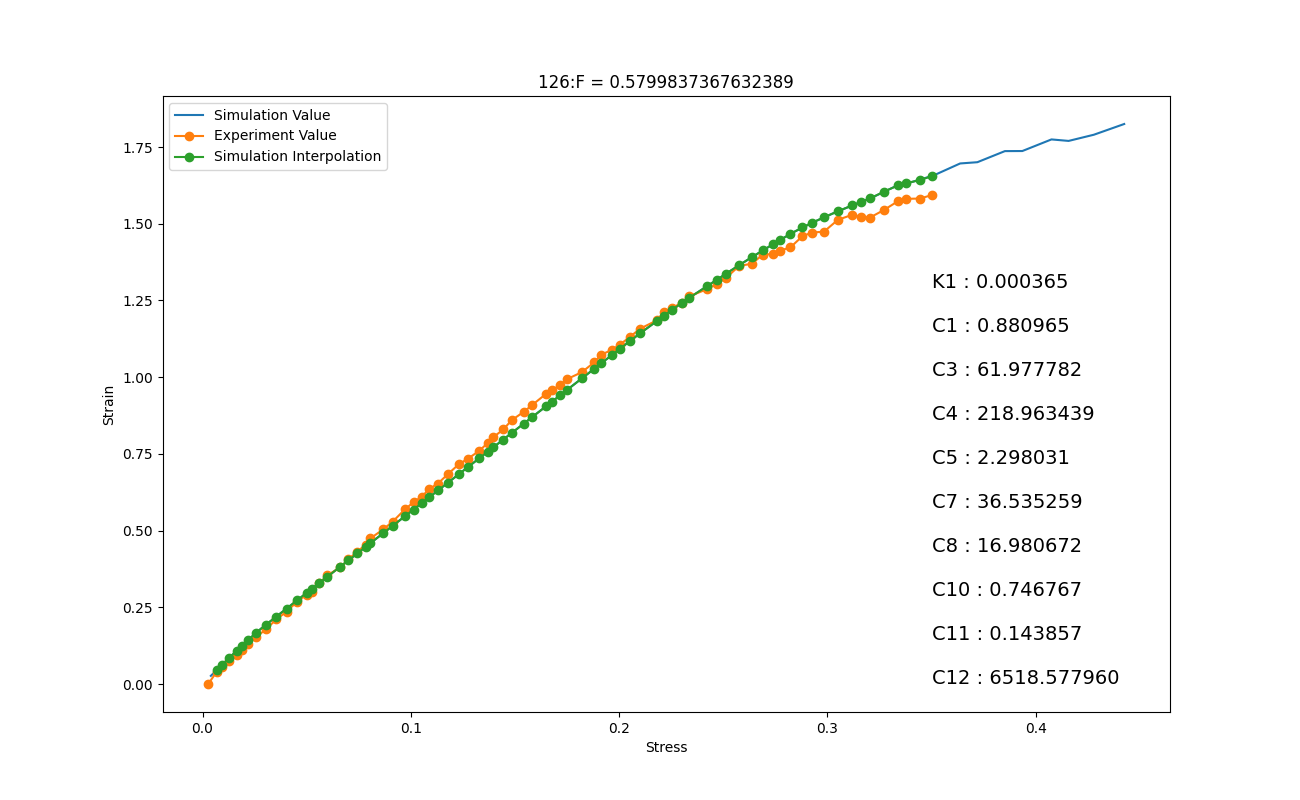 126:F = 0.5799837367632389
Simulation Value
Experiment Value
Simulation Interpolation
1.75
1.50
1.25
1.00
0.75
0.50
0.25
0.00
Strain
K1 : 0.000365
C1 : 0.880965
C3 : 61.977782
C4 : 218.963439
C5 : 2.298031
C7 : 36.535259
C8 : 16.980672
C10 : 0.746767
C11 : 0.143857
C12 : 6518.577960
0.0 0.1 0.2 0.3 0.4
Stress